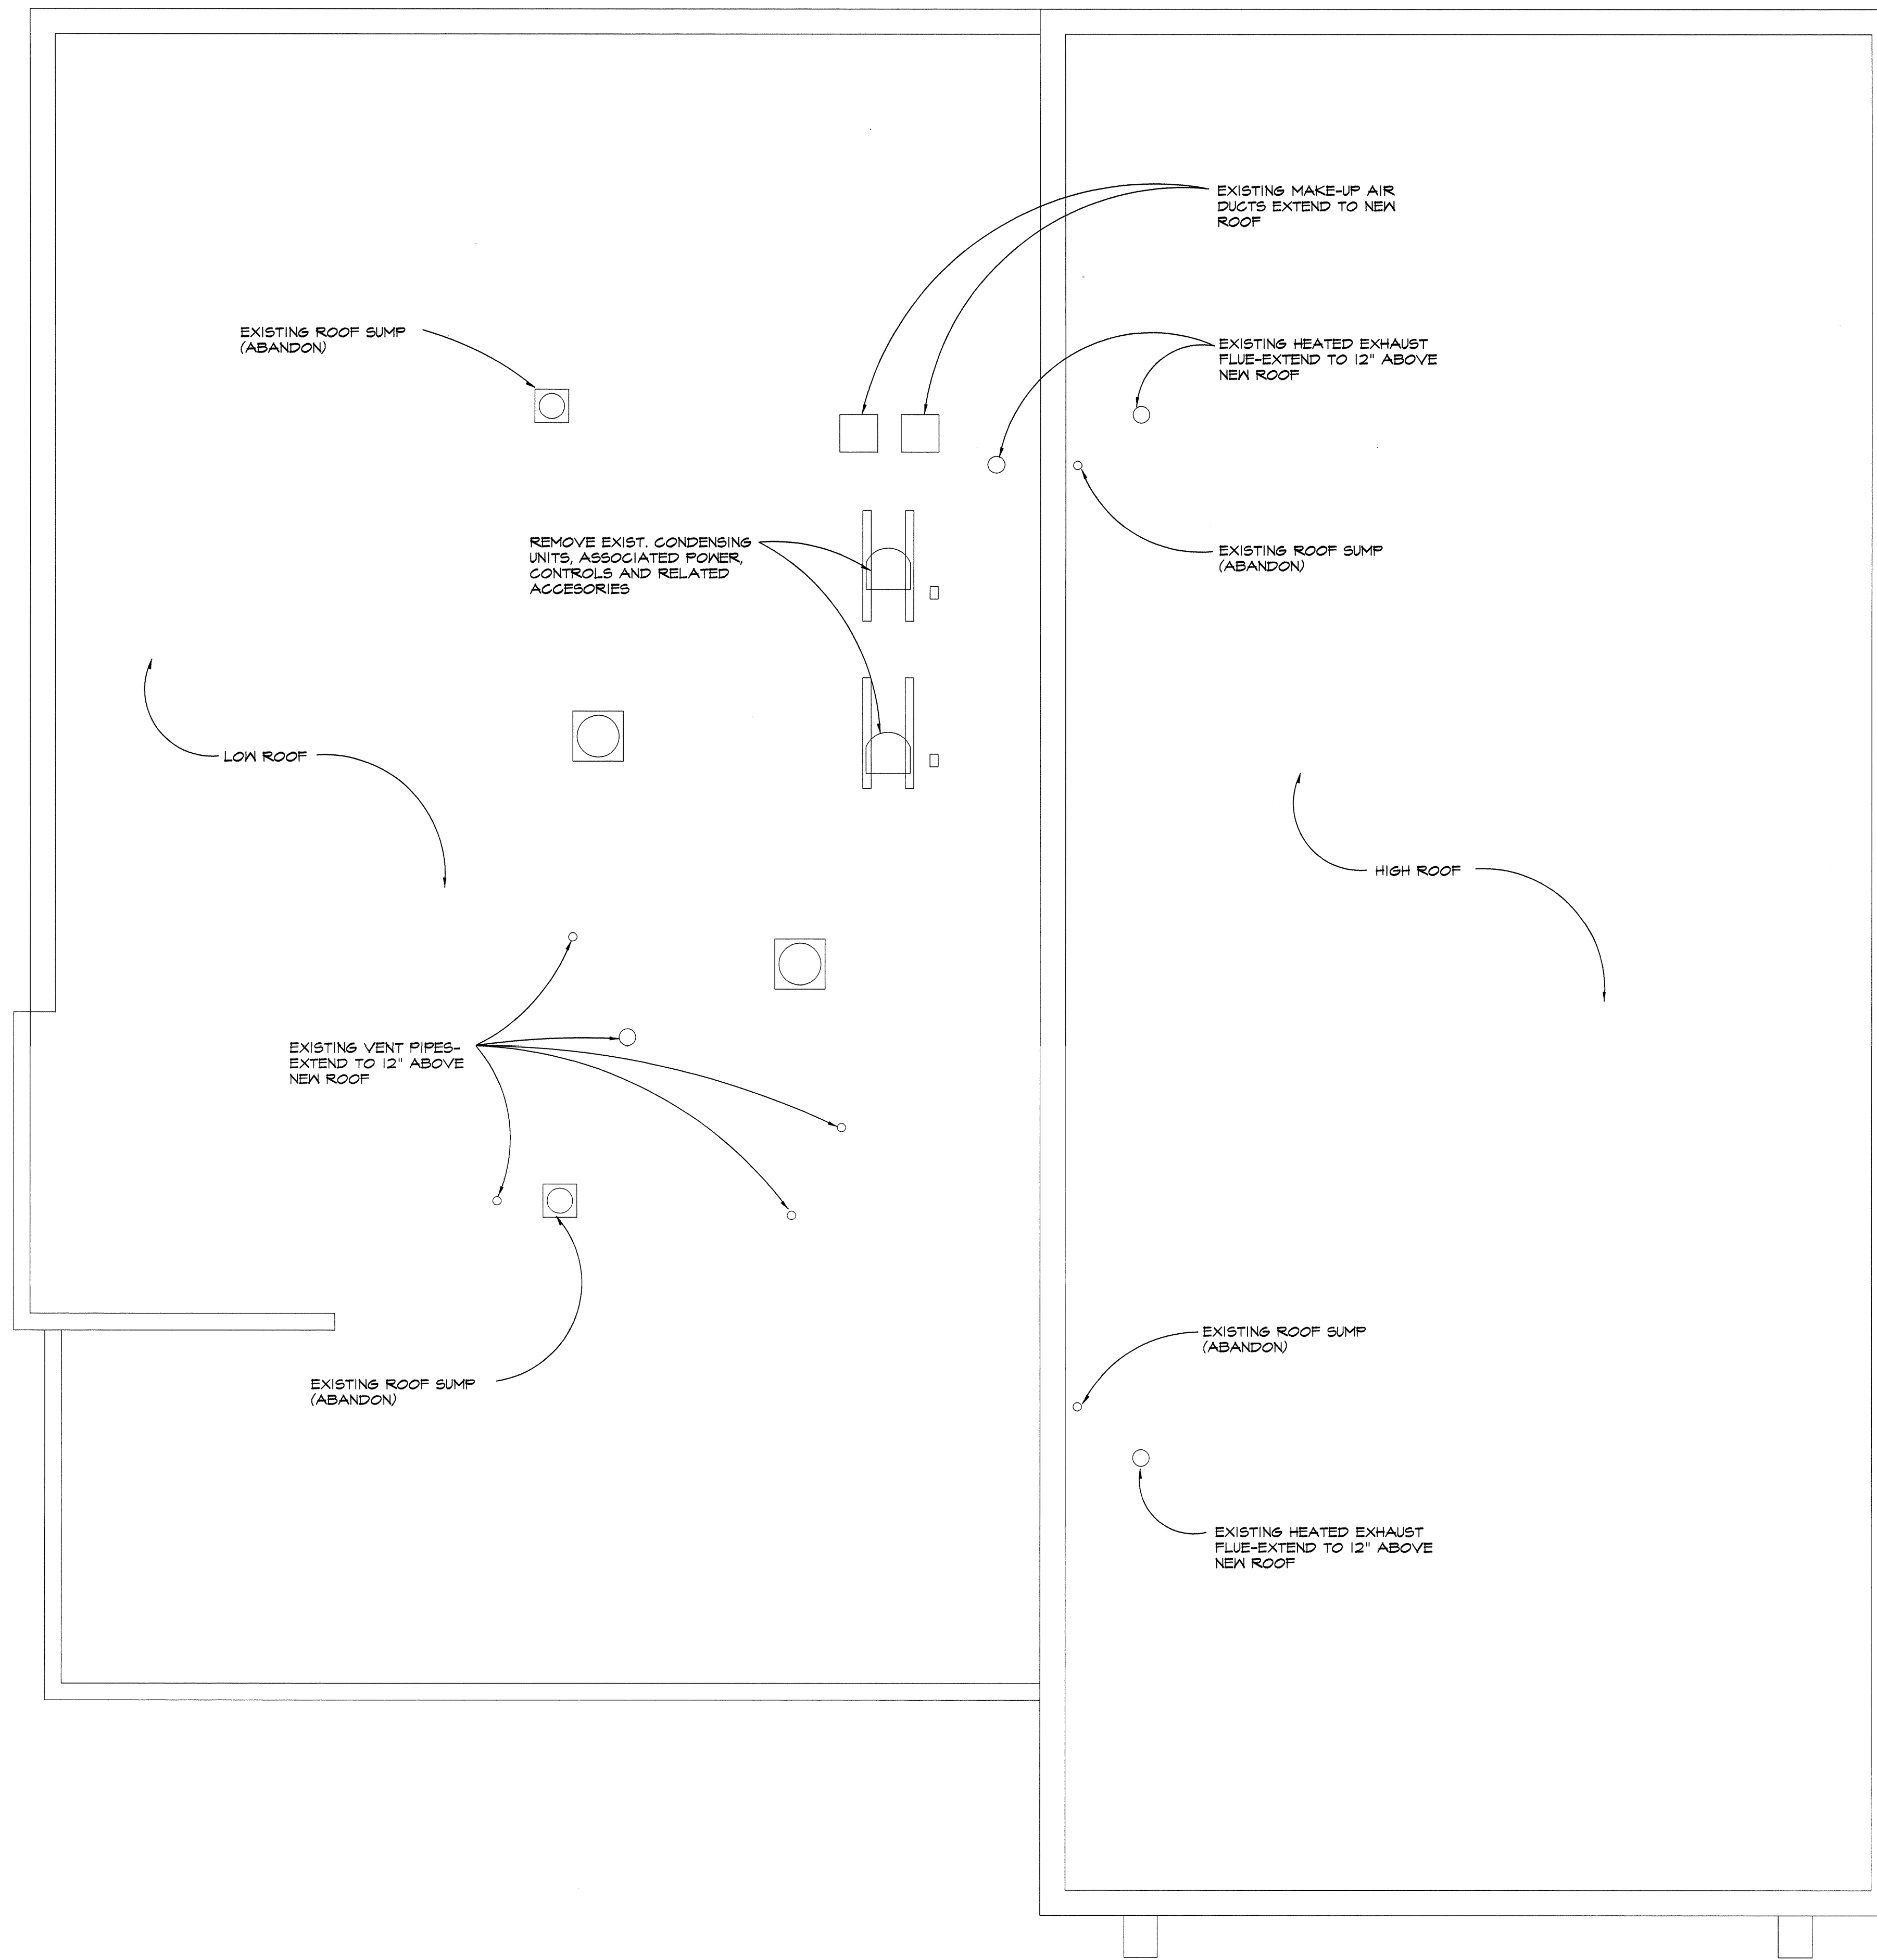 EXISTING MAKE-UP AIR
DUCTS EXTEND TO NEW
ROOF
EXISTING ROOF SUMP
(ABANDON)
EXISTING HEATED EXHAUST
FLUE-EXTEND TO 12" ABOVE
NEW ROOF
REMOVE EXIST. CONDENSING
UNITS, ASSOCIATED POWER,
CONTROLS AND RELATED
ACCESORIES
EXISTING ROOF SUMP
(ABANDON)
LOW ROOF
HIGH ROOF
EXISTING VENT PIPES-
EXTEND TO 12" ABOVE
NEW ROOF
EXISTING ROOF SUMP
(ABANDON)
EXISTING ROOF SUMP
(ABANDON)
EXISTING HEATED EXHAUST
FLUE-EXTEND TO 12" ABOVE
NEW ROOF